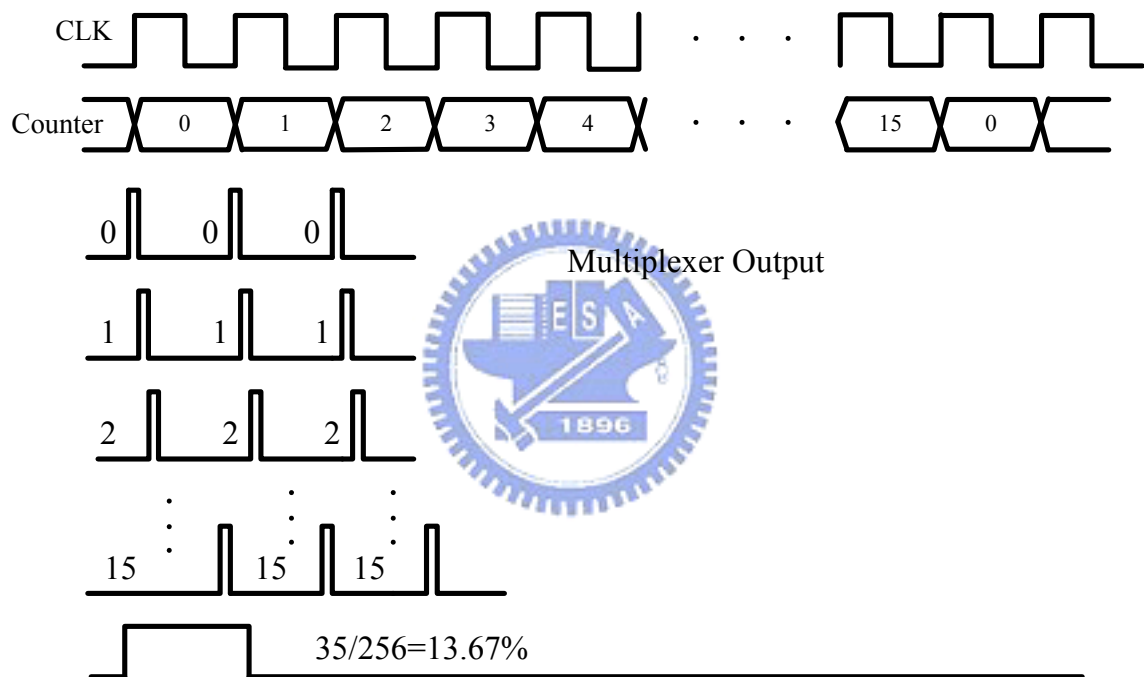 CLK . . .
Counter 0 1 2 3 4 . . . 15 0
0 0 0
Multiplexer Output
1 1 1
E S A
2 2 2
1896
15 15 15
35/256=13.67%